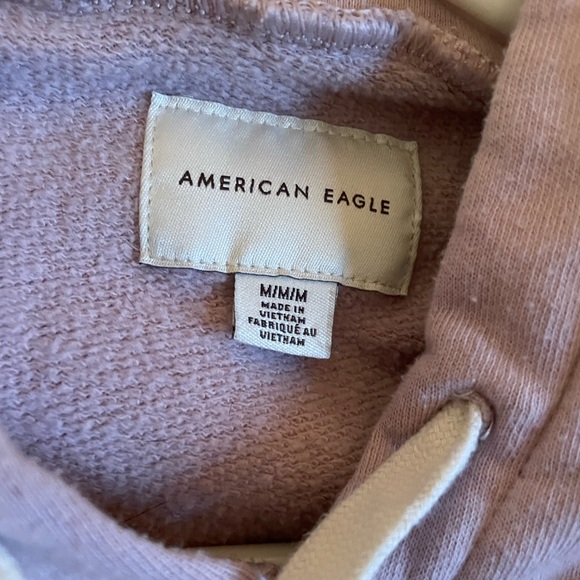 AMERICAN EAGLE
M/M/M
MADE IN
VIETNAM
FABRIQUÉ AU
VIETNAM